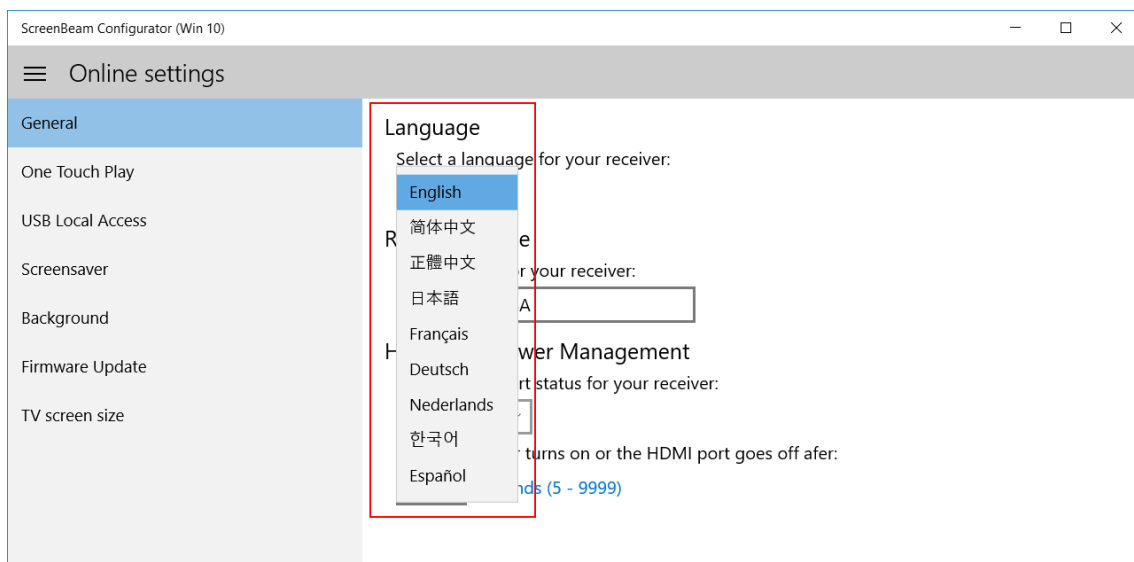 ScreenBeam Configurator (Win 10)
Online settings
General
One Touch Play
USB Local Access
Screensaver
Background
Firmware Update
TV screen size
Language
Select a language for your receiver:
English
简体中文
正體中文
日本語
Français
Deutsch
Nederlands
한국어
Español
your receiver:
A
Management
status for your receiver:
turns on or the HDMI port goes off afer:
(5 - 9999)